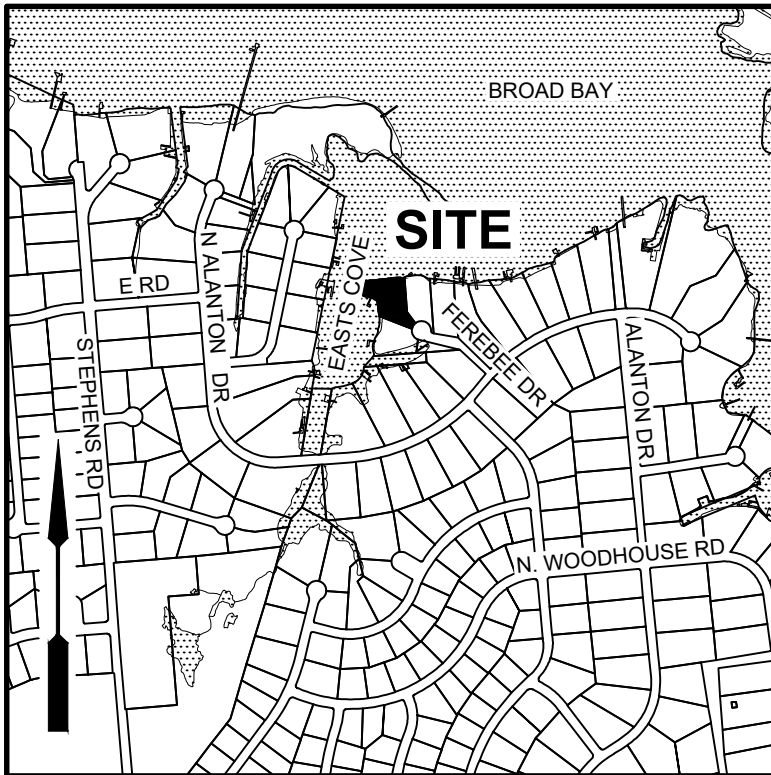 BROAD BAY
SITE
EASTS COVE
N ALANTON DR
E RD
FEREBEE DR
ALANTON DR
STEPHENS RD
N. WOODHOUSE RD